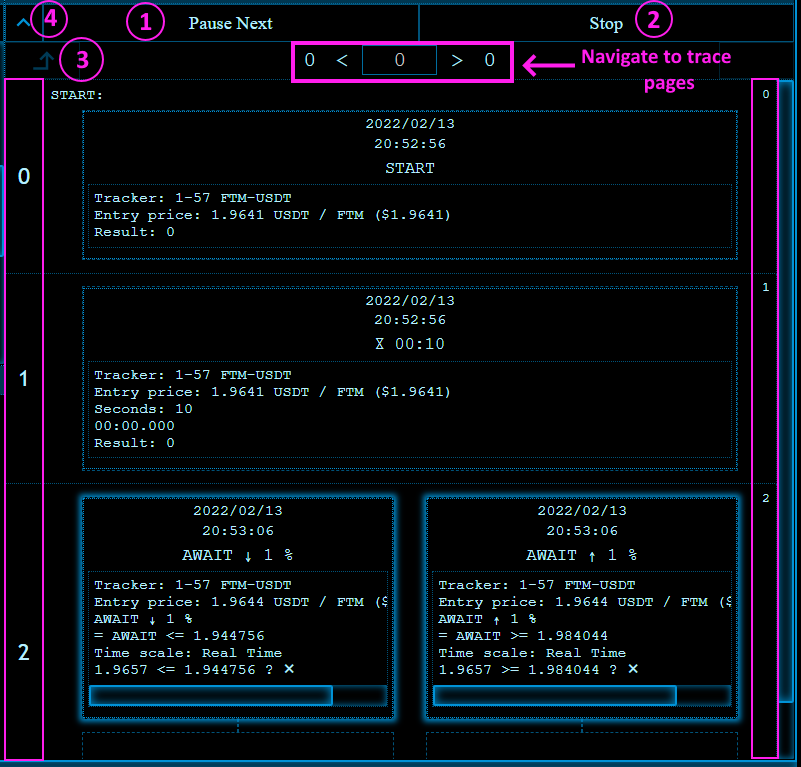 4
1
Pause Next
Stop
2
3
0 < 0 > 0
Navigate to trace
pages
START:
0
2022/02/13
20:52:56
START
0
Tracker: 1-57 FTM-USDT
Entry price: 1.9641 USDT / FTM ($1.9641)
Result: 0
1
2022/02/13
20:52:56
⧖ 00:10
1
Tracker: 1-57 FTM-USDT
Entry price: 1.9641 USDT / FTM ($1.9641)
Seconds: 10
00:00.000
Result: 0
2
2
2022/02/13
20:53:06
AWAIT ↓ 1 %
Tracker: 1-57 FTM-USDT
Entry price: 1.9644 USDT / FTM ($
AWAIT ↓ 1 %
= AWAIT <= 1.944756
Time scale: Real Time
1.9657 <= 1.944756 ? ×
2022/02/13
20:53:06
AWAIT ↑ 1 %
Tracker: 1-57 FTM-USDT
Entry price: 1.9644 USDT / FTM ($
AWAIT ↑ 1 %
= AWAIT >= 1.984044
Time scale: Real Time
1.9657 >= 1.984044 ? ×